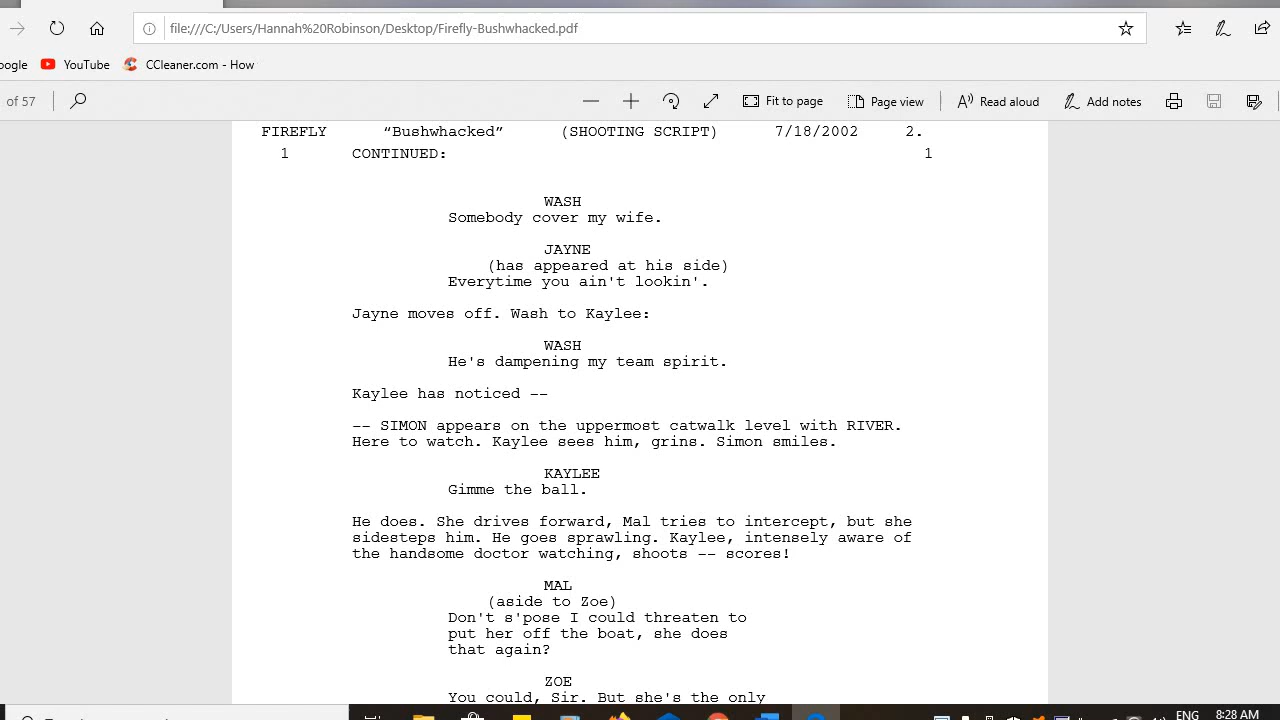 file:///C:/Users/Hannah%20Robinson/Desktop/Firefly-Bushwhacked.pdf
oogle YouTube CCleaner.com - How
of 57 Fit to page Page view Read aloud Add notes
FIREFLY “Bushwhacked” (SHOOTING SCRIPT) 7/18/2002 2.
1 CONTINUED: 1
WASH
Somebody cover my wife.
JAYNE
(has appeared at his side)
Everytime you ain't lookin'.
Jayne moves off. Wash to Kaylee:
WASH
He's dampening my team spirit.
Kaylee has noticed --
-- SIMON appears on the uppermost catwalk level with RIVER.
Here to watch. Kaylee sees him, grins. Simon smiles.
KAYLEE
Gimme the ball.
He does. She drives forward, Mal tries to intercept, but she
sidesteps him. He goes sprawling. Kaylee, intensely aware of
the handsome doctor watching, shoots -- scores!
MAL
(aside to Zoe)
Don't s'pose I could threaten to
put her off the boat, she does
that again?
ZOE
You could, Sir. But she's the only
ENG 8:28 AM